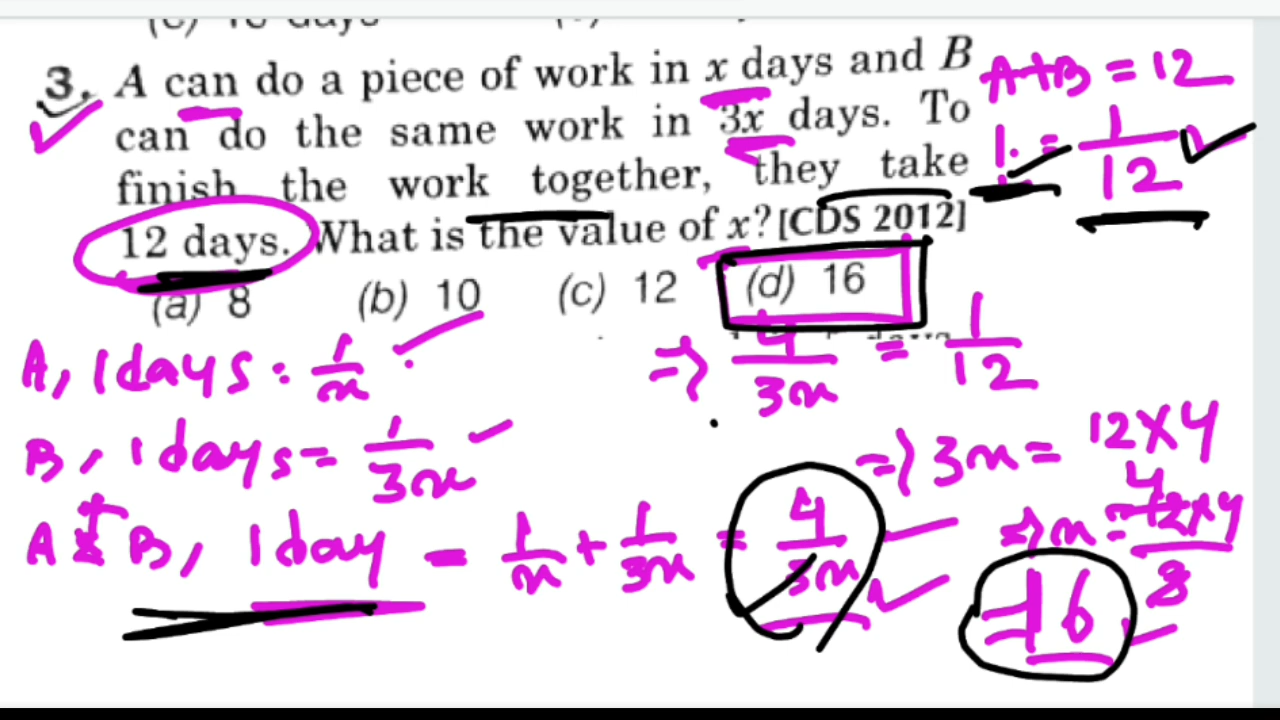 3. A can do a piece of work in x days and B
can do the same work in 3x days. To
finish the work together, they take
12 days. What is the value of x? [CDS 2012]
(a) 8 (b) 10 (c) 12 (d) 16
A+B = 12
1 = 1/12
A, 1 days = 1/x
B, 1 days = 1/3x
A + B, 1 day = 1/x + 1/3x = 4/3x
=> 4/3x = 1/12
=> 3x = 12×4
=> x = 12×4/3
4
= 16